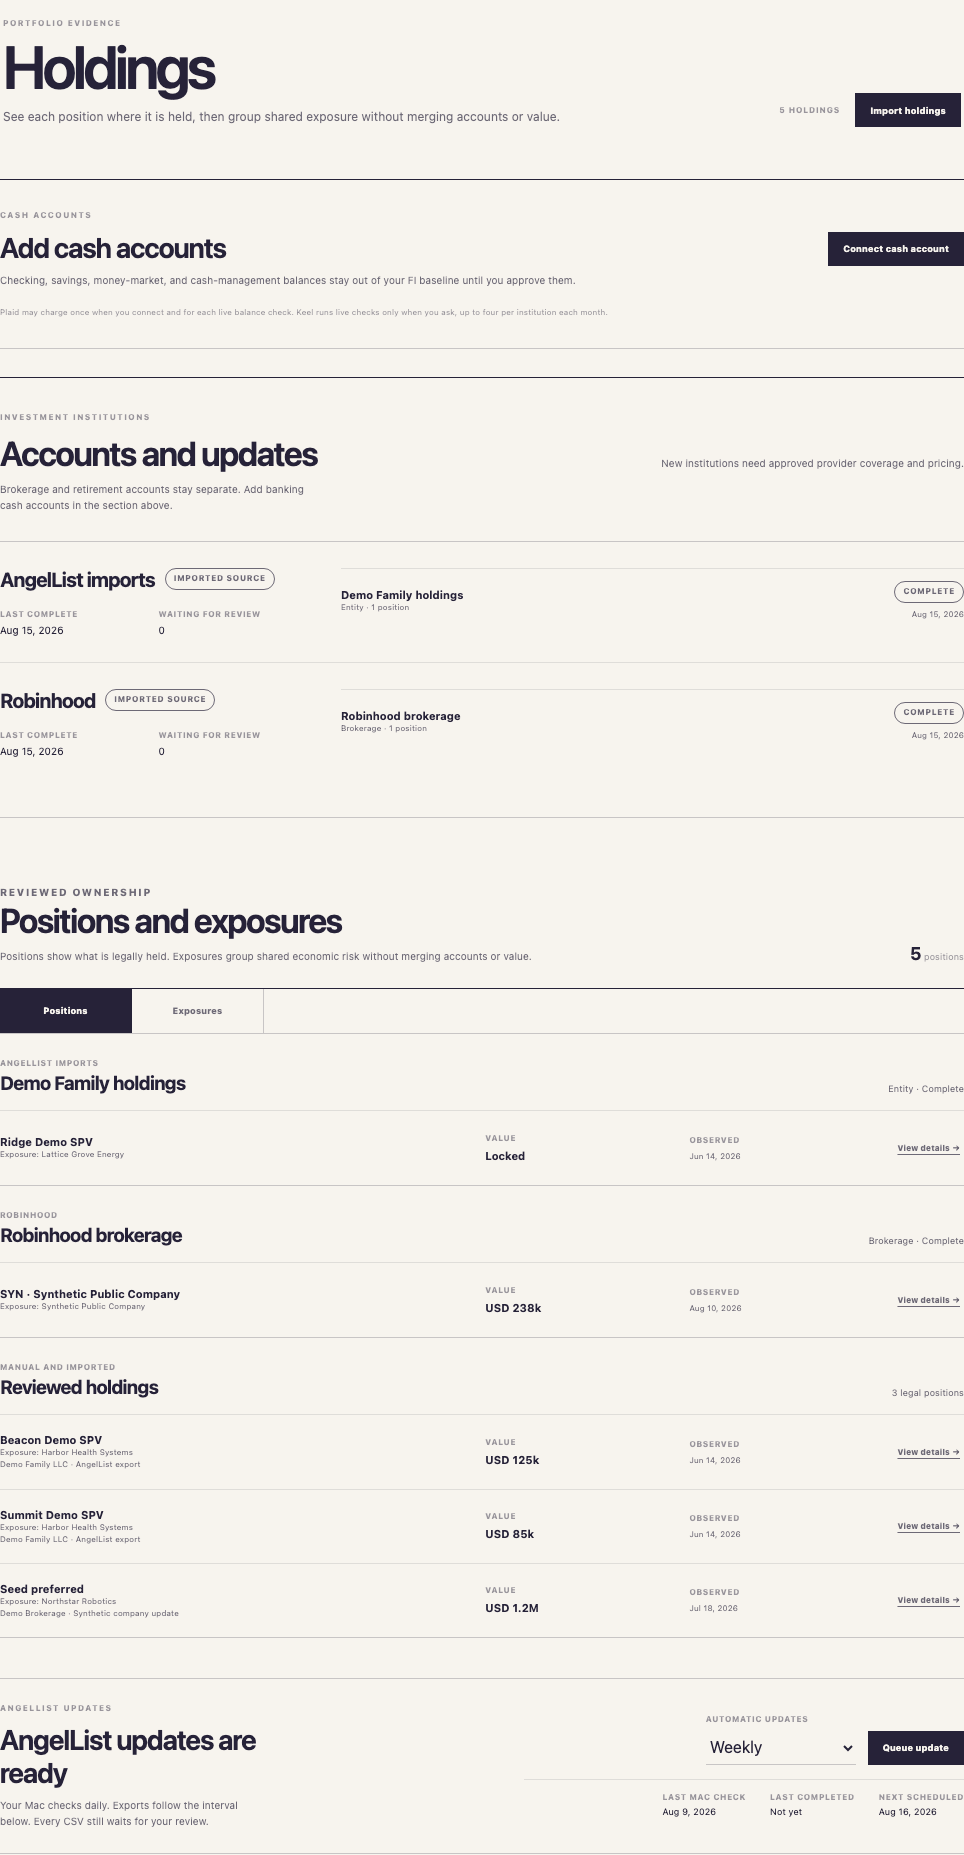 PORTFOLIO EVIDENCE
Holdings
See each position where it is held, then group shared exposure without merging accounts or value.
5 HOLDINGS
Import holdings
CASH ACCOUNTS
Add cash accounts
Connect cash account
Checking, savings, money-market, and cash-management balances stay out of your FI baseline until you approve them.
Plaid may charge once when you connect and for each live balance check. Keel runs live checks only when you ask, up to four per institution each month.
INVESTMENT INSTITUTIONS
Accounts and updates
New institutions need approved provider coverage and pricing.
Brokerage and retirement accounts stay separate. Add banking
cash accounts in the section above.
AngelList imports
IMPORTED SOURCE
LAST COMPLETE
WAITING FOR REVIEW
Aug 15, 2026
0
Demo Family holdings
Entity · 1 position
COMPLETE
Aug 15, 2026
Robinhood
IMPORTED SOURCE
LAST COMPLETE
WAITING FOR REVIEW
Aug 15, 2026
0
Robinhood brokerage
Brokerage · 1 position
COMPLETE
Aug 15, 2026
REVIEWED OWNERSHIP
Positions and exposures
Positions show what is legally held. Exposures group shared economic risk without merging accounts or value.
5 positions
Positions
Exposures
ANGELLIST IMPORTS
Demo Family holdings
Entity · Complete
Ridge Demo SPV
Exposure: Lattice Grove Energy
VALUE
Locked
OBSERVED
Jun 14, 2026
View details →
ROBINHOOD
Robinhood brokerage
Brokerage · Complete
SYN · Synthetic Public Company
Exposure: Synthetic Public Company
VALUE
USD 238k
OBSERVED
Aug 10, 2026
View details →
MANUAL AND IMPORTED
Reviewed holdings
3 legal positions
Beacon Demo SPV
Exposure: Harbor Health Systems
Demo Family LLC · AngelList export
VALUE
USD 125k
OBSERVED
Jun 14, 2026
View details →
Summit Demo SPV
Exposure: Harbor Health Systems
Demo Family LLC · AngelList export
VALUE
USD 85k
OBSERVED
Jun 14, 2026
View details →
Seed preferred
Exposure: Northstar Robotics
Demo Brokerage · Synthetic company update
VALUE
USD 1.2M
OBSERVED
Jul 18, 2026
View details →
ANGELLIST UPDATES
AngelList updates are
ready
Your Mac checks daily. Exports follow the interval
below. Every CSV still waits for your review.
AUTOMATIC UPDATES
Weekly
Queue update
LAST MAC CHECK
Aug 9, 2026
LAST COMPLETED
Not yet
NEXT SCHEDULED
Aug 16, 2026